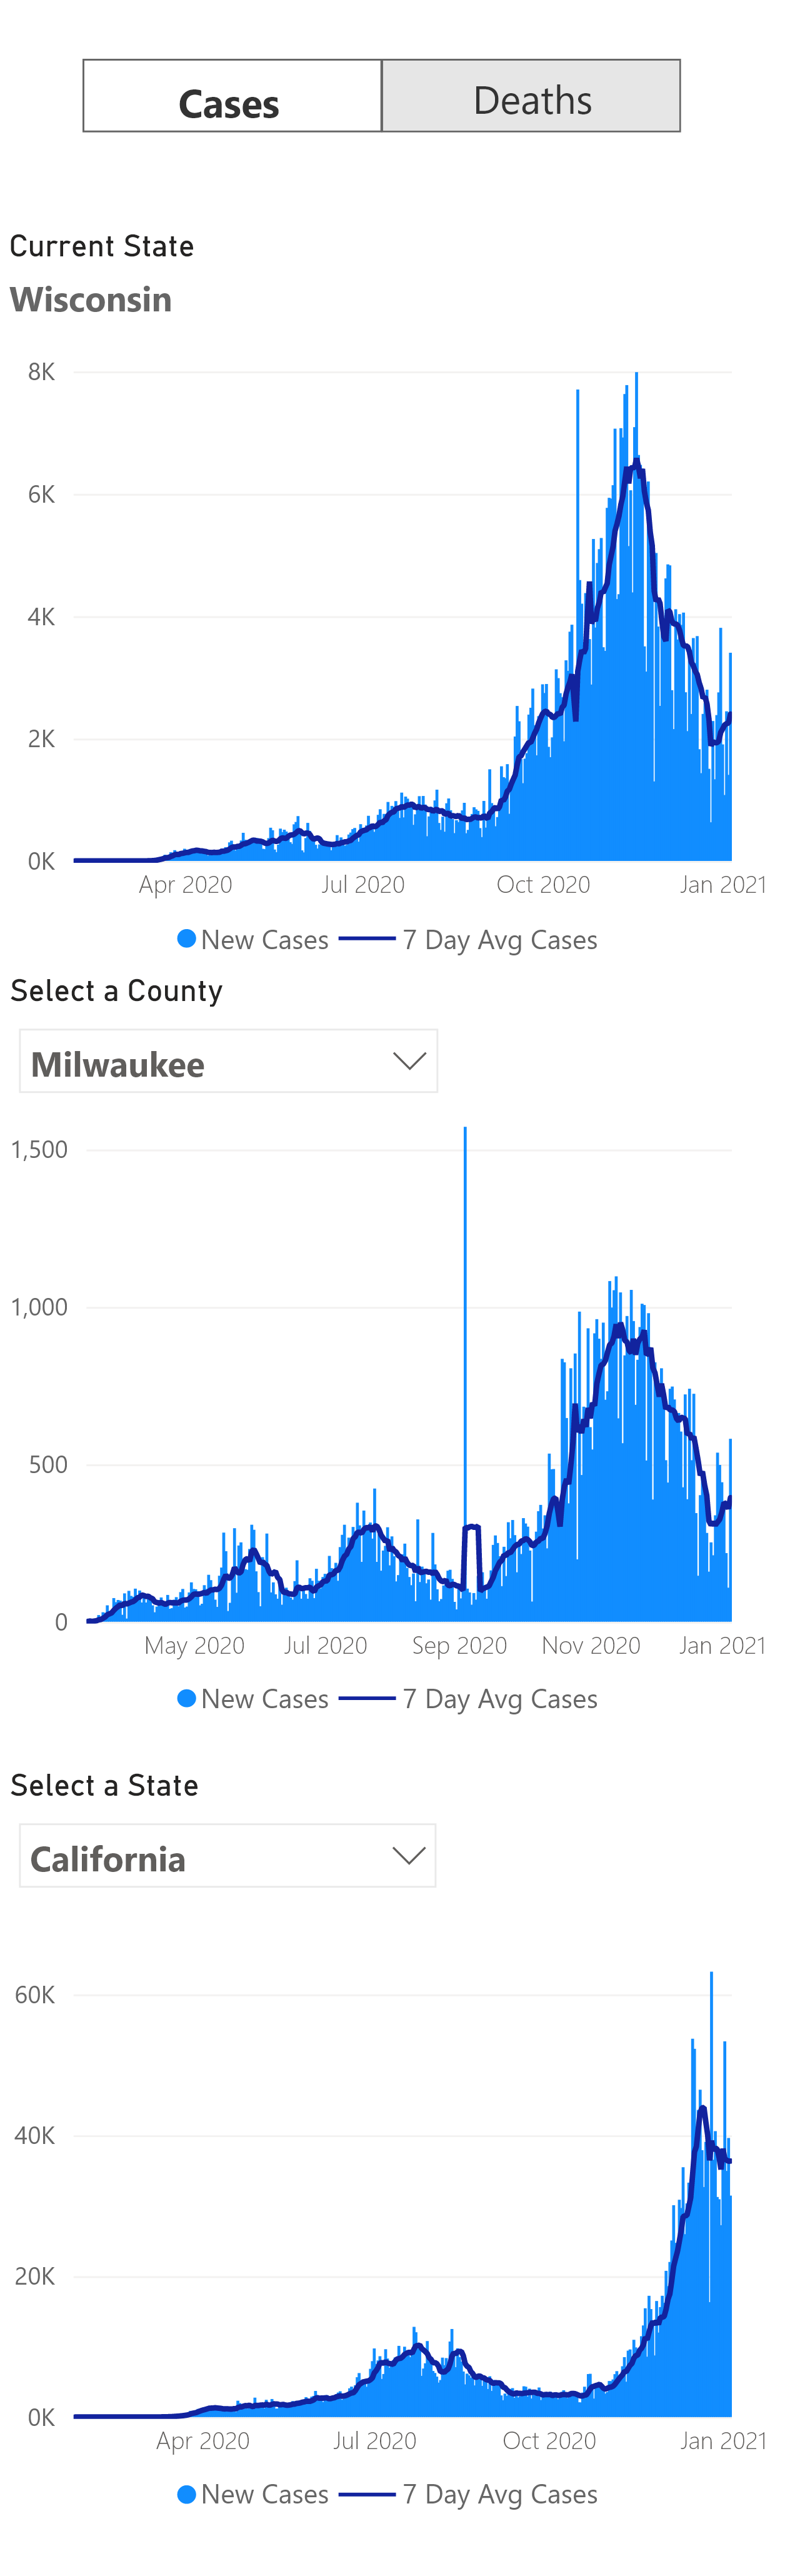 Cases Deaths
Current State
Wisconsin
8K
6K
4K
2K
0K
Apr 2020 Jul 2020 Oct 2020 Jan 2021
New Cases 7 Day Avg Cases
Select a County
Milwaukee
1,500
1,000
500
0
May 2020 Jul 2020 Sep 2020 Nov 2020 Jan 2021
New Cases 7 Day Avg Cases
Select a State
California
60K
40K
20K
0K
Apr 2020 Jul 2020 Oct 2020 Jan 2021
New Cases 7 Day Avg Cases